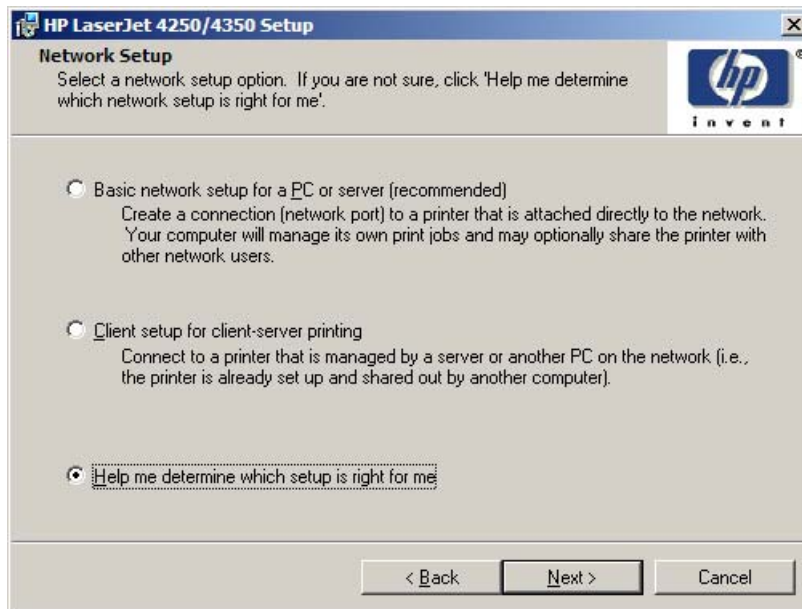 HP LaserJet 4250/4350 Setup
Network Setup
Select a network setup option. If you are not sure, click 'Help me determine
which network setup is right for me'.
hp
invent
Basic network setup for a PC or server (recommended)
Create a connection (network port) to a printer that is attached directly to the network.
Your computer will manage its own print jobs and may optionally share the printer with
other network users.
Client setup for client-server printing
Connect to a printer that is managed by a server or another PC on the network (i.e.,
the printer is already set up and shared out by another computer).
Help me determine which setup is right for me
< Back
Next >
Cancel